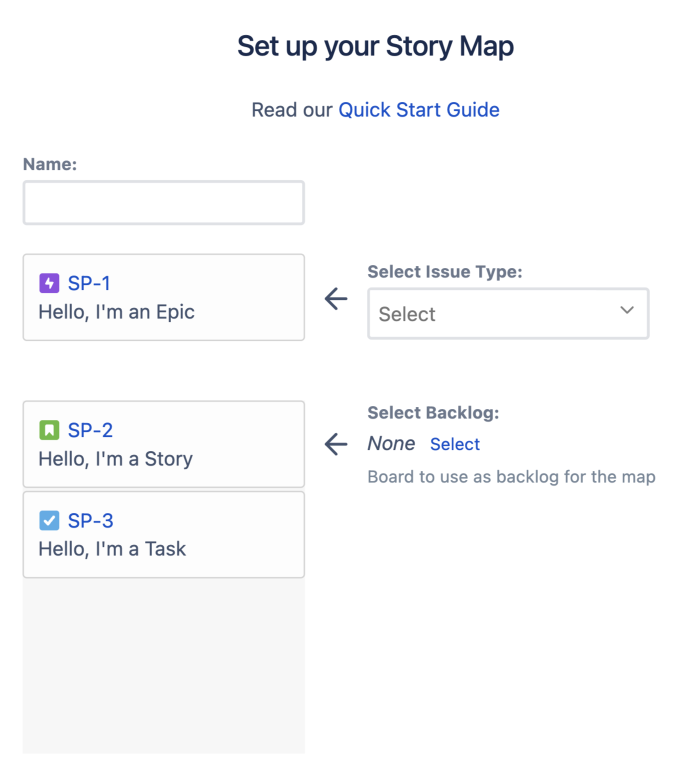 Set up your Story Map
Read our Quick Start Guide
Name:
SP-1
Hello, I'm an Epic
Select Issue Type:
Select
SP-2
Hello, I'm a Story
SP-3
Hello, I'm a Task
Select Backlog:
None Select
Board to use as backlog for the map